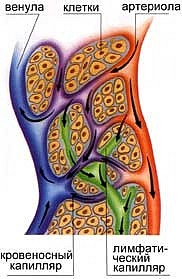 венула клетки артериола
кровеносный
капилляр
лимфати-
ческий
капилляр